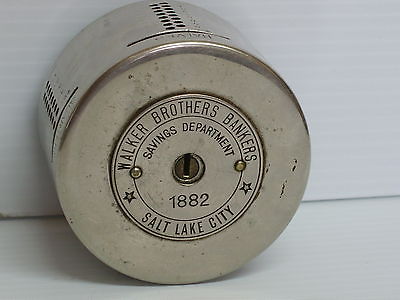 WALKER BROTHERS BANKERS
SAVINGS DEPARTMENT
1882
SALT LAKE CITY